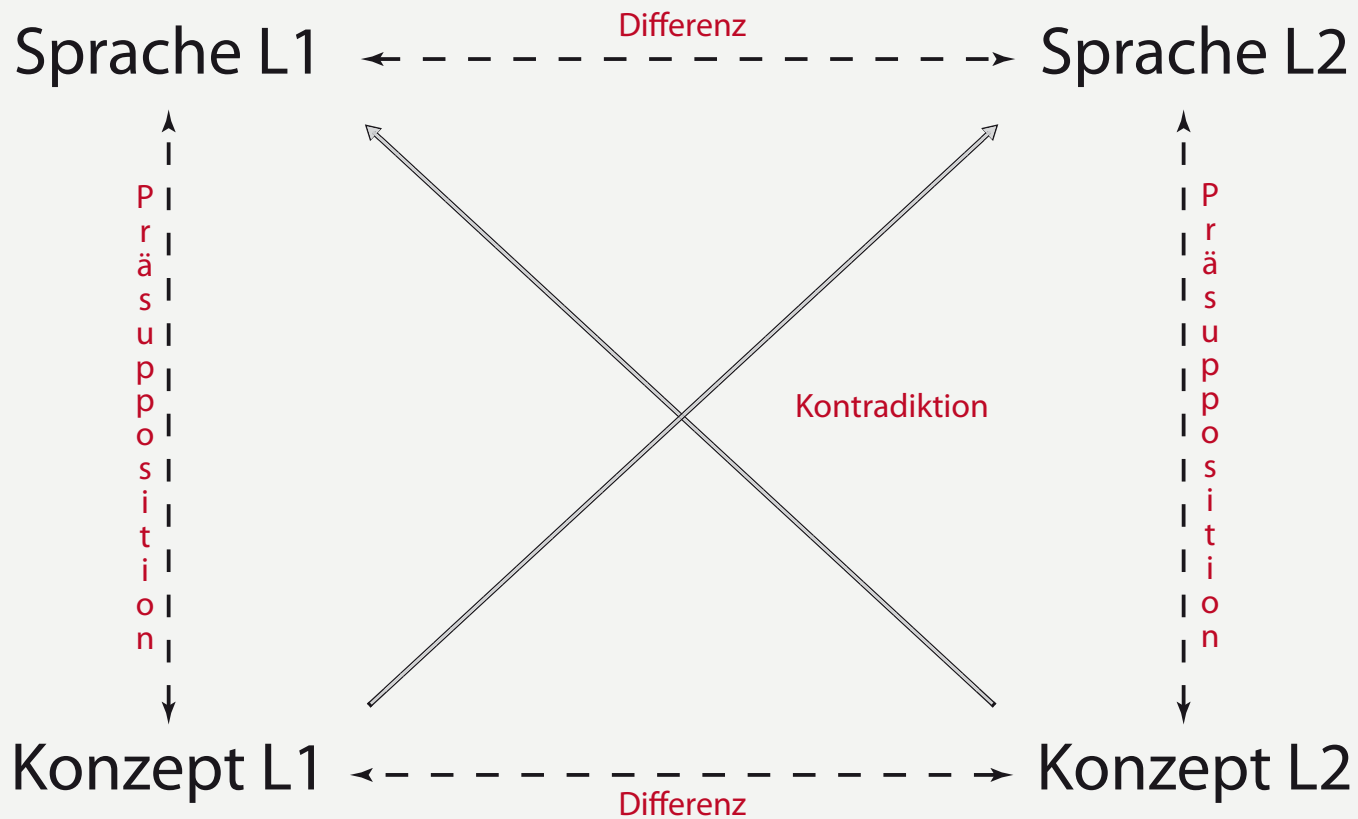 Differenz
Sprache L1
Sprache L2
Präsupposition
Präsupposition
Kontradiktion
Konzept L1
Konzept L2
Differenz